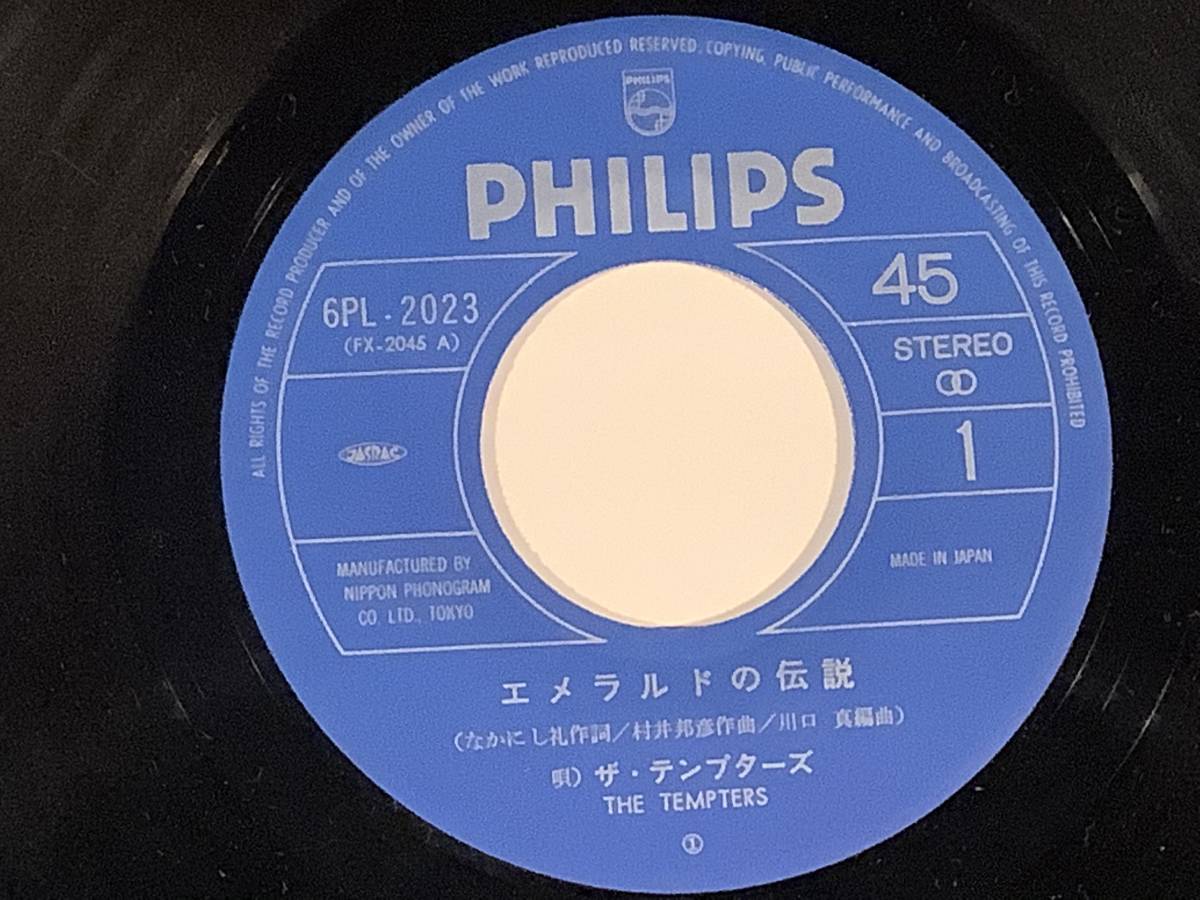 ALL RIGHTS OF THE RECORD PRODUCER AND OF THE OWNER OF THE WORK REPRODUCED RESERVED. COPYING, PUBLIC PERFORMANCE AND BROADCASTING OF THIS RECORD PROHIBITED
PHILIPS
PHILIPS
6PL-2023
(FX-2045 A)
JASRAC
MANUFACTURED BY
NIPPON PHONOGRAM
CO. LTD., TOKYO
45
STEREO
1
MADE IN JAPAN
エメラルドの伝説
(なかにし礼作詞/村井邦彦作曲/川口 真編曲)
唄) ザ・テンプターズ
THE TEMPTERS
①